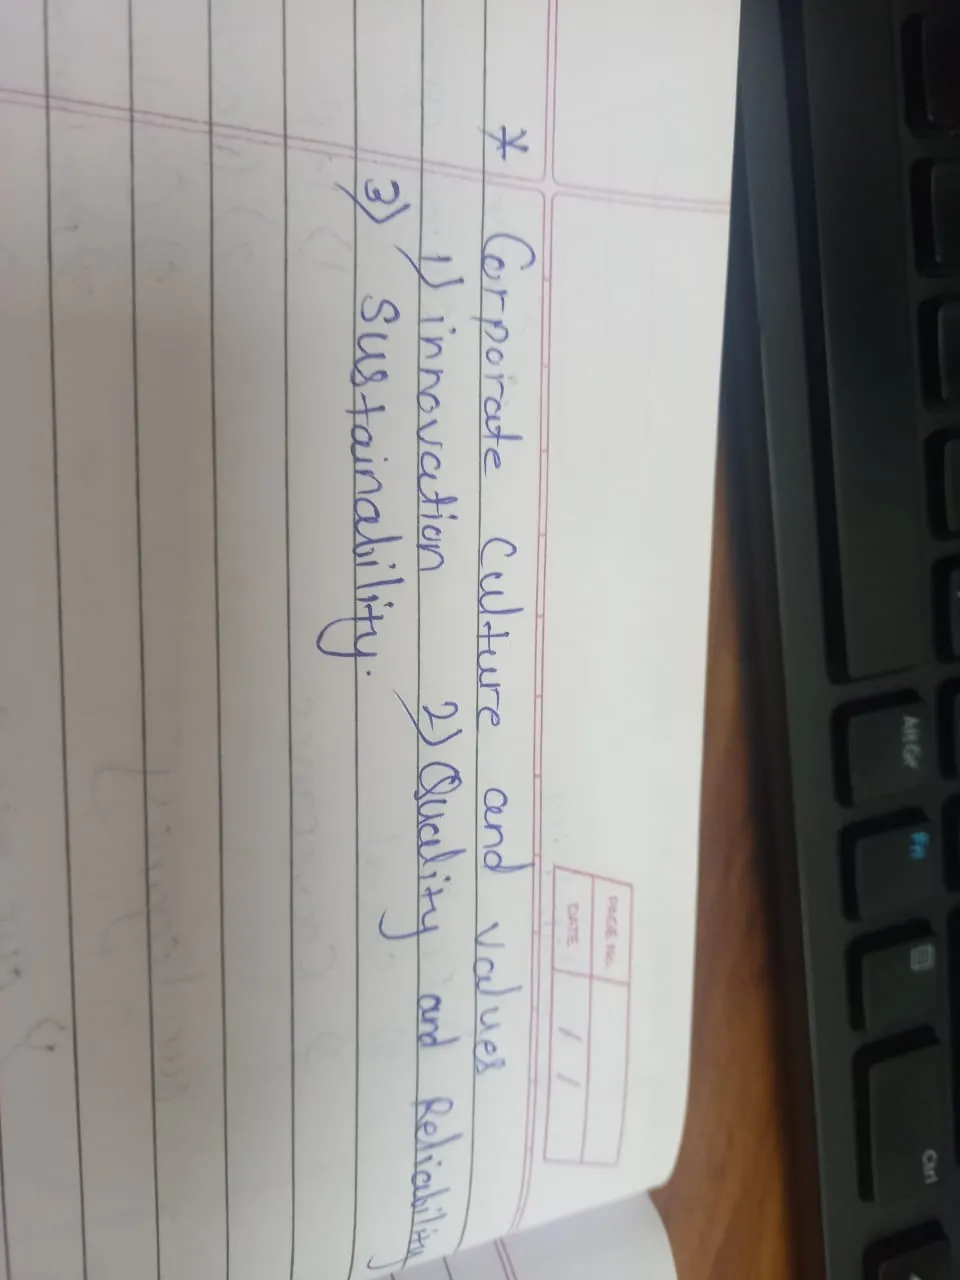 PAGE NO.
DATE / /
* Corporate Culture and values
1) innovation 2) Quality and Reliability
3) Sustainability.
Alt Gr
Fn
Ctrl